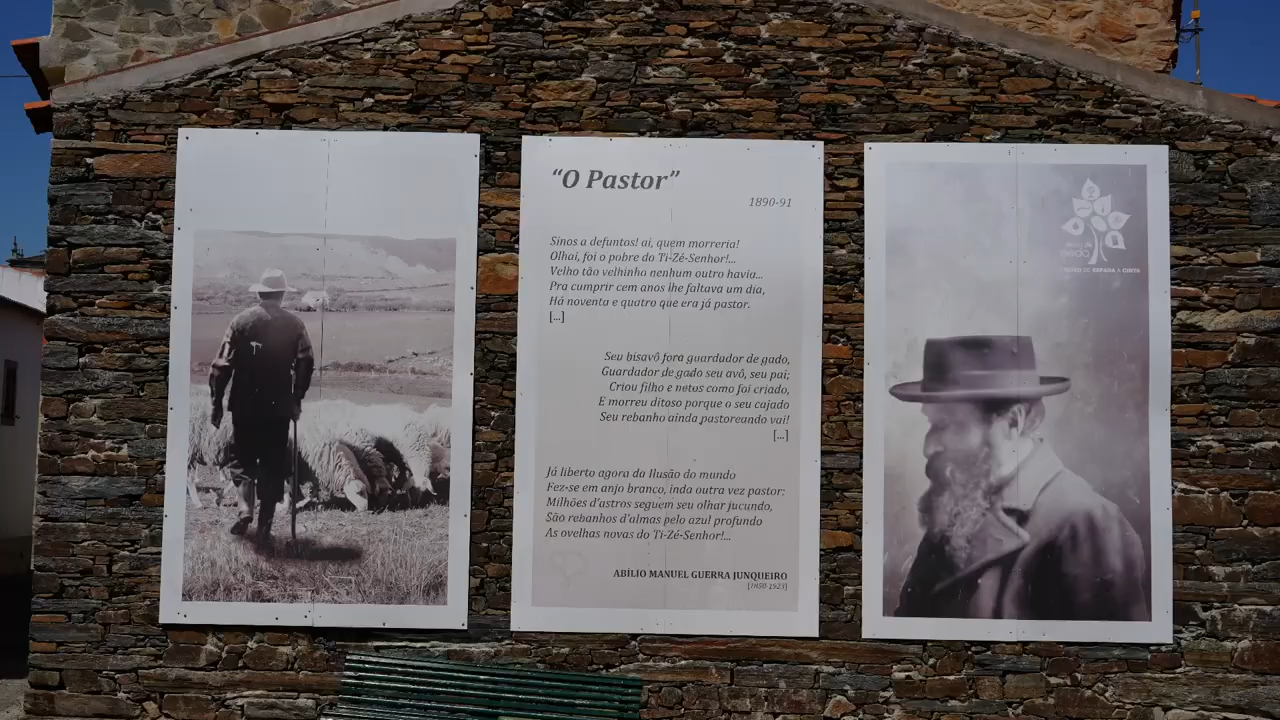 “O Pastor”
1890-91
Sinos a defuntos! ai, quem morreria!
Olhai, foi o pobre do Ti-Zé-Senhor!...
Velho tão velhinho nenhum outro havia...
Pra cumprir cem anos lhe faltava um dia,
Há noventa e quatro que era já pastor.
[...]
Seu bisavô fora guardador de gado,
Guardador de gado seu avô, seu pai;
Criou filho e netos como foi criado,
E morreu ditoso porque o seu cajado
Seu rebanho ainda pastoreando vai!
[...]
Já liberto agora da Ilusão do mundo
Fez-se em anjo branco, inda outra vez pastor:
Milhões d’astros seguem seu olhar jucundo,
São rebanhos d’almas pelo azul profundo
As ovelhas novas do Ti-Zé-Senhor!...
ABÍLIO MANUEL GUERRA JUNQUEIRO
[1850-1923]
DE ESPADA À CINTA